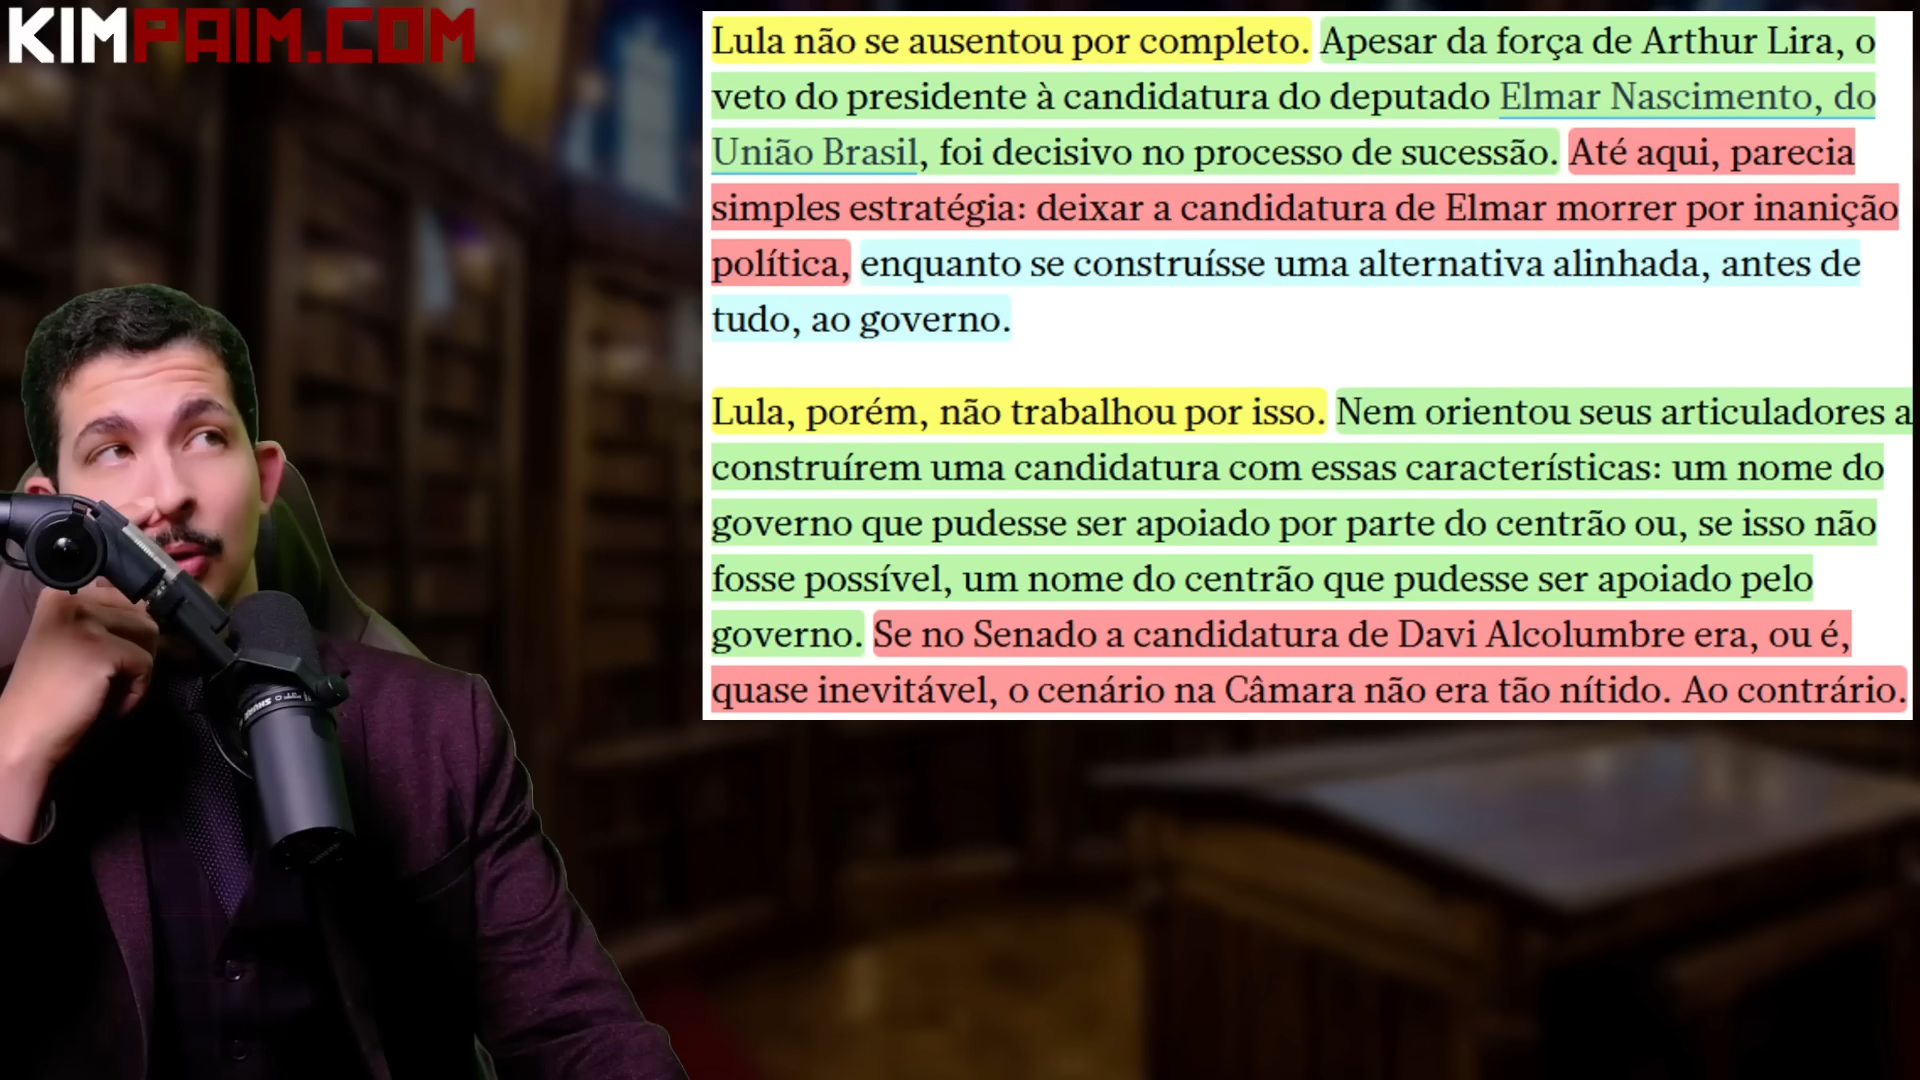 KIMPAIM.COM
Lula não se ausentou por completo. Apesar da força de Arthur Lira, o
veto do presidente à candidatura do deputado Elmar Nascimento, do
União Brasil, foi decisivo no processo de sucessão. Até aqui, parecia
simples estratégia: deixar a candidatura de Elmar morrer por inanição
política, enquanto se construísse uma alternativa alinhada, antes de
tudo, ao governo.
Lula, porém, não trabalhou por isso. Nem orientou seus articuladores a
construírem uma candidatura com essas características: um nome do
governo que pudesse ser apoiado por parte do centrão ou, se isso não
fosse possível, um nome do centrão que pudesse ser apoiado pelo
governo. Se no Senado a candidatura de Davi Alcolumbre era, ou é,
quase inevitável, o cenário na Câmara não era tão nítido. Ao contrário.
SHURE